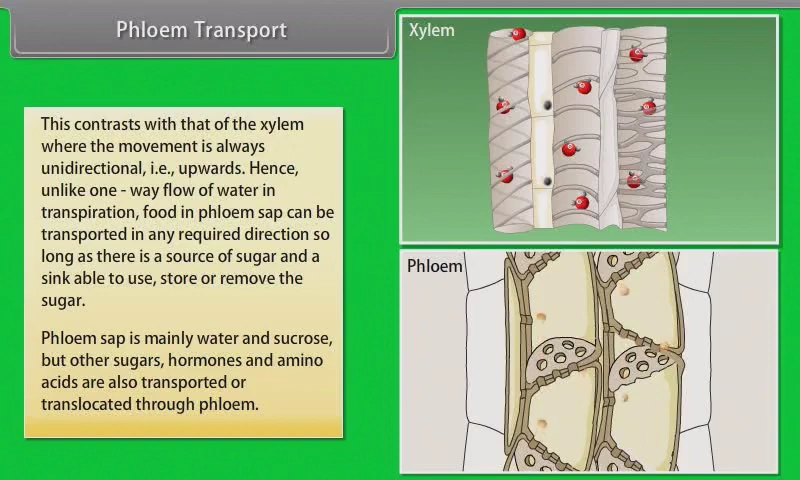 Phloem Transport
This contrasts with that of the xylem
where the movement is always
unidirectional, i.e., upwards. Hence,
unlike one - way flow of water in
transpiration, food in phloem sap can be
transported in any required direction so
long as there is a source of sugar and a
sink able to use, store or remove the
sugar.
Phloem sap is mainly water and sucrose,
but other sugars, hormones and amino
acids are also transported or
translocated through phloem.
Xylem
Phloem